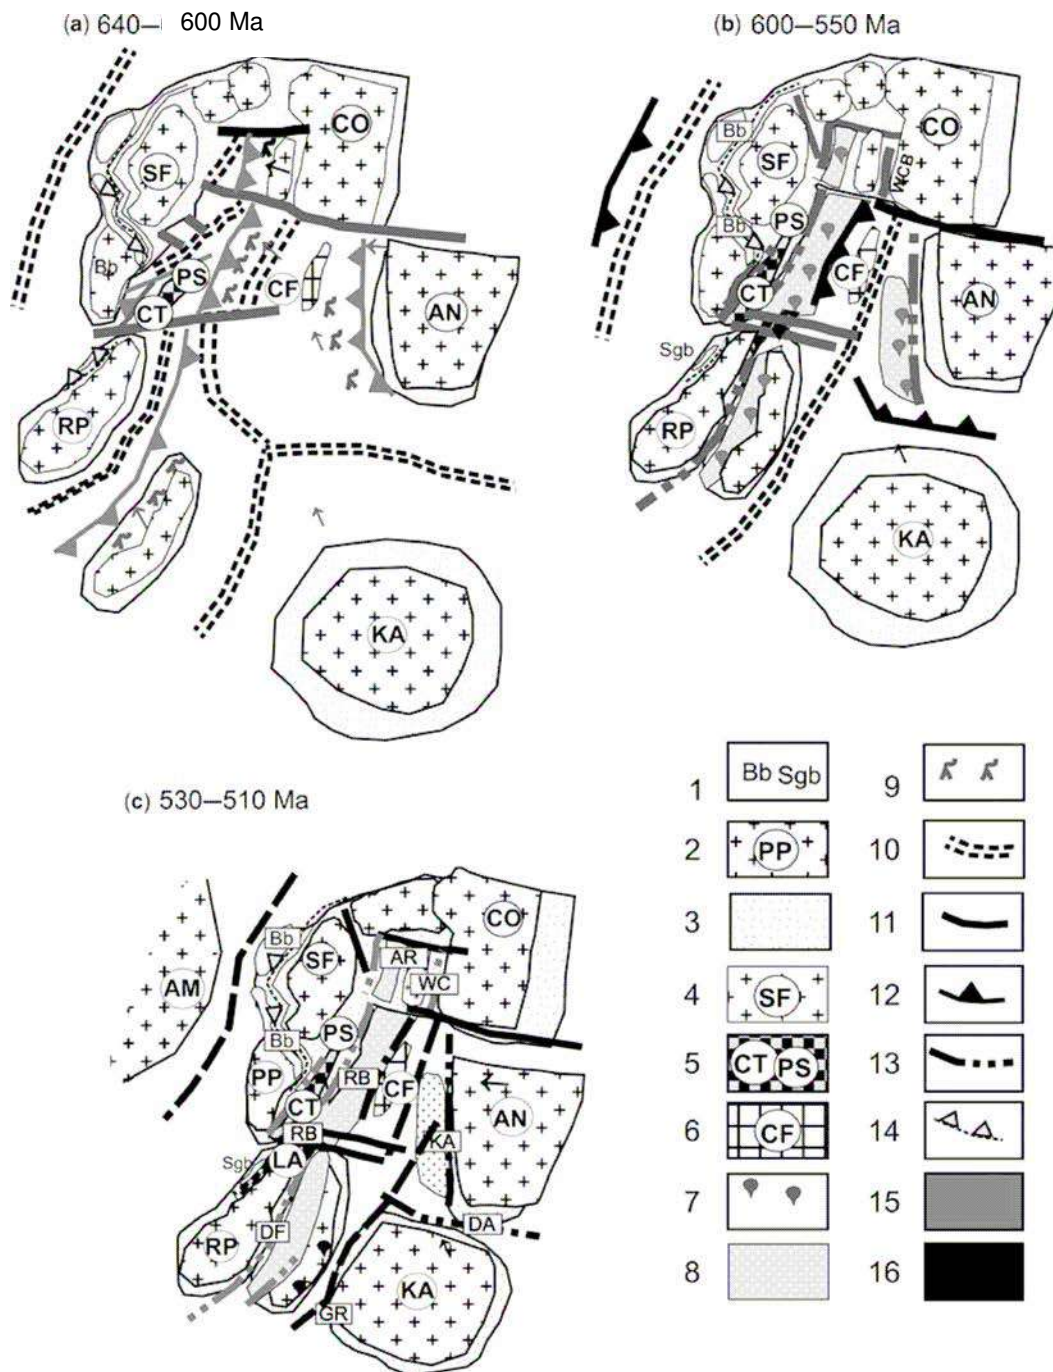 (a) 640– 600 Ma
CO
SF
Bb
PS
CF
CT
AN
RP
KA
(b) 600–550 Ma
Bb
CO
SF
WCB
PS
Bb
CF
CT
AN
Sgb
RP
KA
(c) 530–510 Ma
CO
Bb
SF
AR
AM
WC
PS
Bb
PP
RB
CF
CT
AN
RB
KA
Sgb
LA
DF
DA
RP
KA
GR
1 Bb Sgb
2 PP
3
4 SF
5 CT PS
6 CF
7
8
9
10
11
12
13
14
15
16